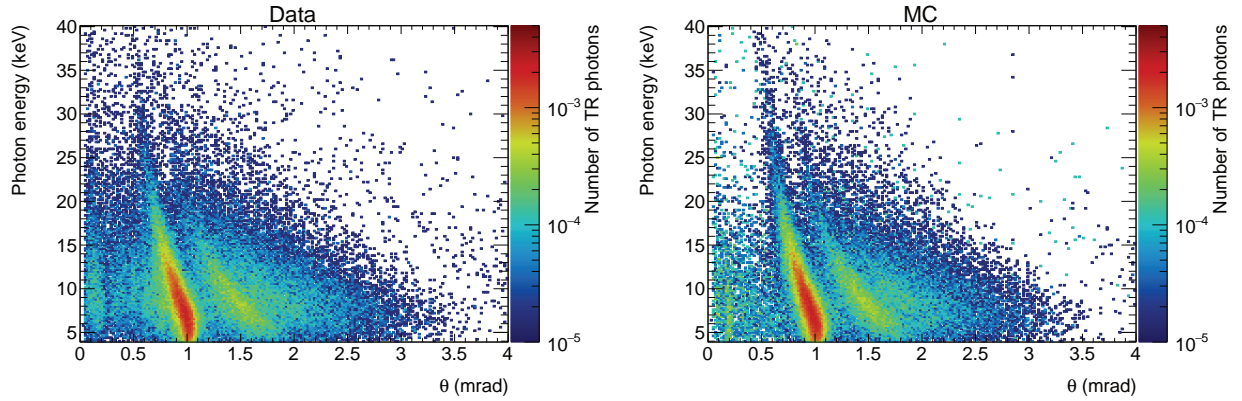 Data
Photon energy (keV)
40
35
30
25
20
15
10
5
0 0.5 1 1.5 2 2.5 3 3.5 4
θ (mrad)
10⁻³
10⁻⁴
10⁻⁵
Number of TR photons
MC
Photon energy (keV)
40
35
30
25
20
15
10
5
0 0.5 1 1.5 2 2.5 3 3.5 4
θ (mrad)
10⁻³
10⁻⁴
10⁻⁵
Number of TR photons